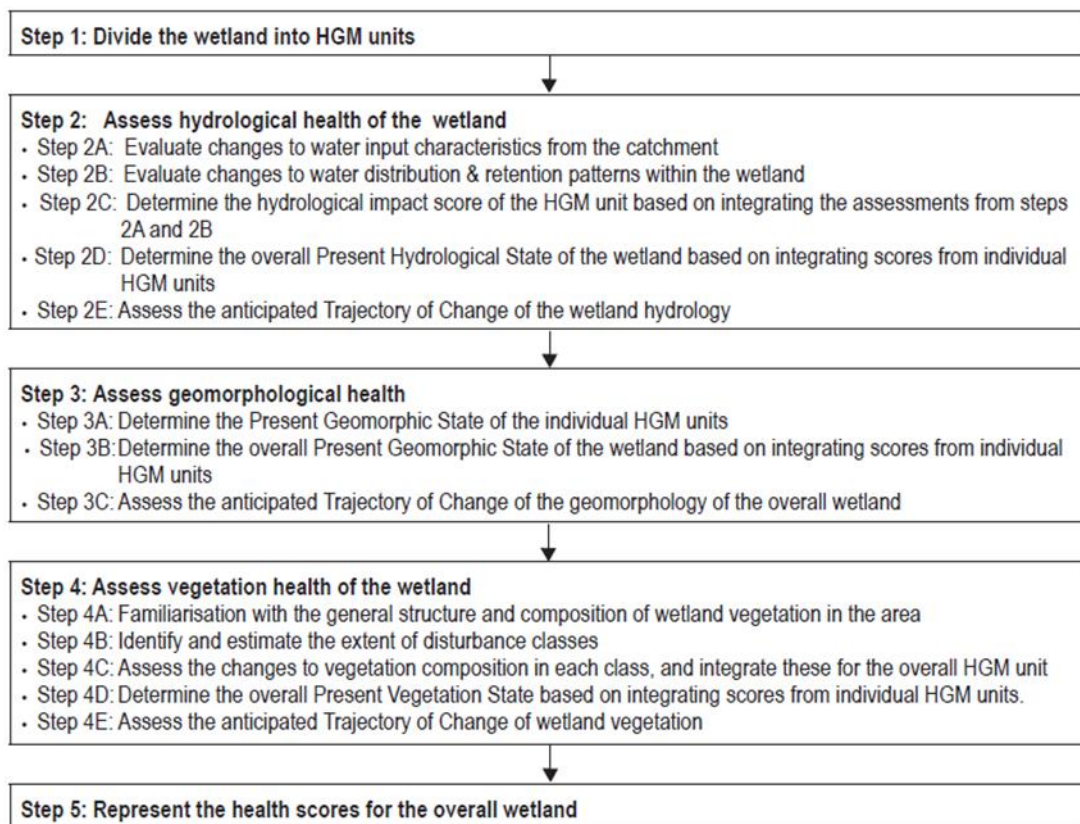 Step 1: Divide the wetland into HGM units
Step 2: Assess hydrological health of the wetland
• Step 2A: Evaluate changes to water input characteristics from the catchment
• Step 2B: Evaluate changes to water distribution & retention patterns within the wetland
• Step 2C: Determine the hydrological impact score of the HGM unit based on integrating the assessments from steps
2A and 2B
• Step 2D: Determine the overall Present Hydrological State of the wetland based on integrating scores from individual
HGM units
• Step 2E: Assess the anticipated Trajectory of Change of the wetland hydrology
Step 3: Assess geomorphological health
• Step 3A: Determine the Present Geomorphic State of the individual HGM units
• Step 3B: Determine the overall Present Geomorphic State of the wetland based on integrating scores from individual
HGM units
• Step 3C: Assess the anticipated Trajectory of Change of the geomorphology of the overall wetland
Step 4: Assess vegetation health of the wetland
• Step 4A: Familiarisation with the general structure and composition of wetland vegetation in the area
• Step 4B: Identify and estimate the extent of disturbance classes
• Step 4C: Assess the changes to vegetation composition in each class, and integrate these for the overall HGM unit
• Step 4D: Determine the overall Present Vegetation State based on integrating scores from individual HGM units.
• Step 4E: Assess the anticipated Trajectory of Change of wetland vegetation
Step 5: Represent the health scores for the overall wetland